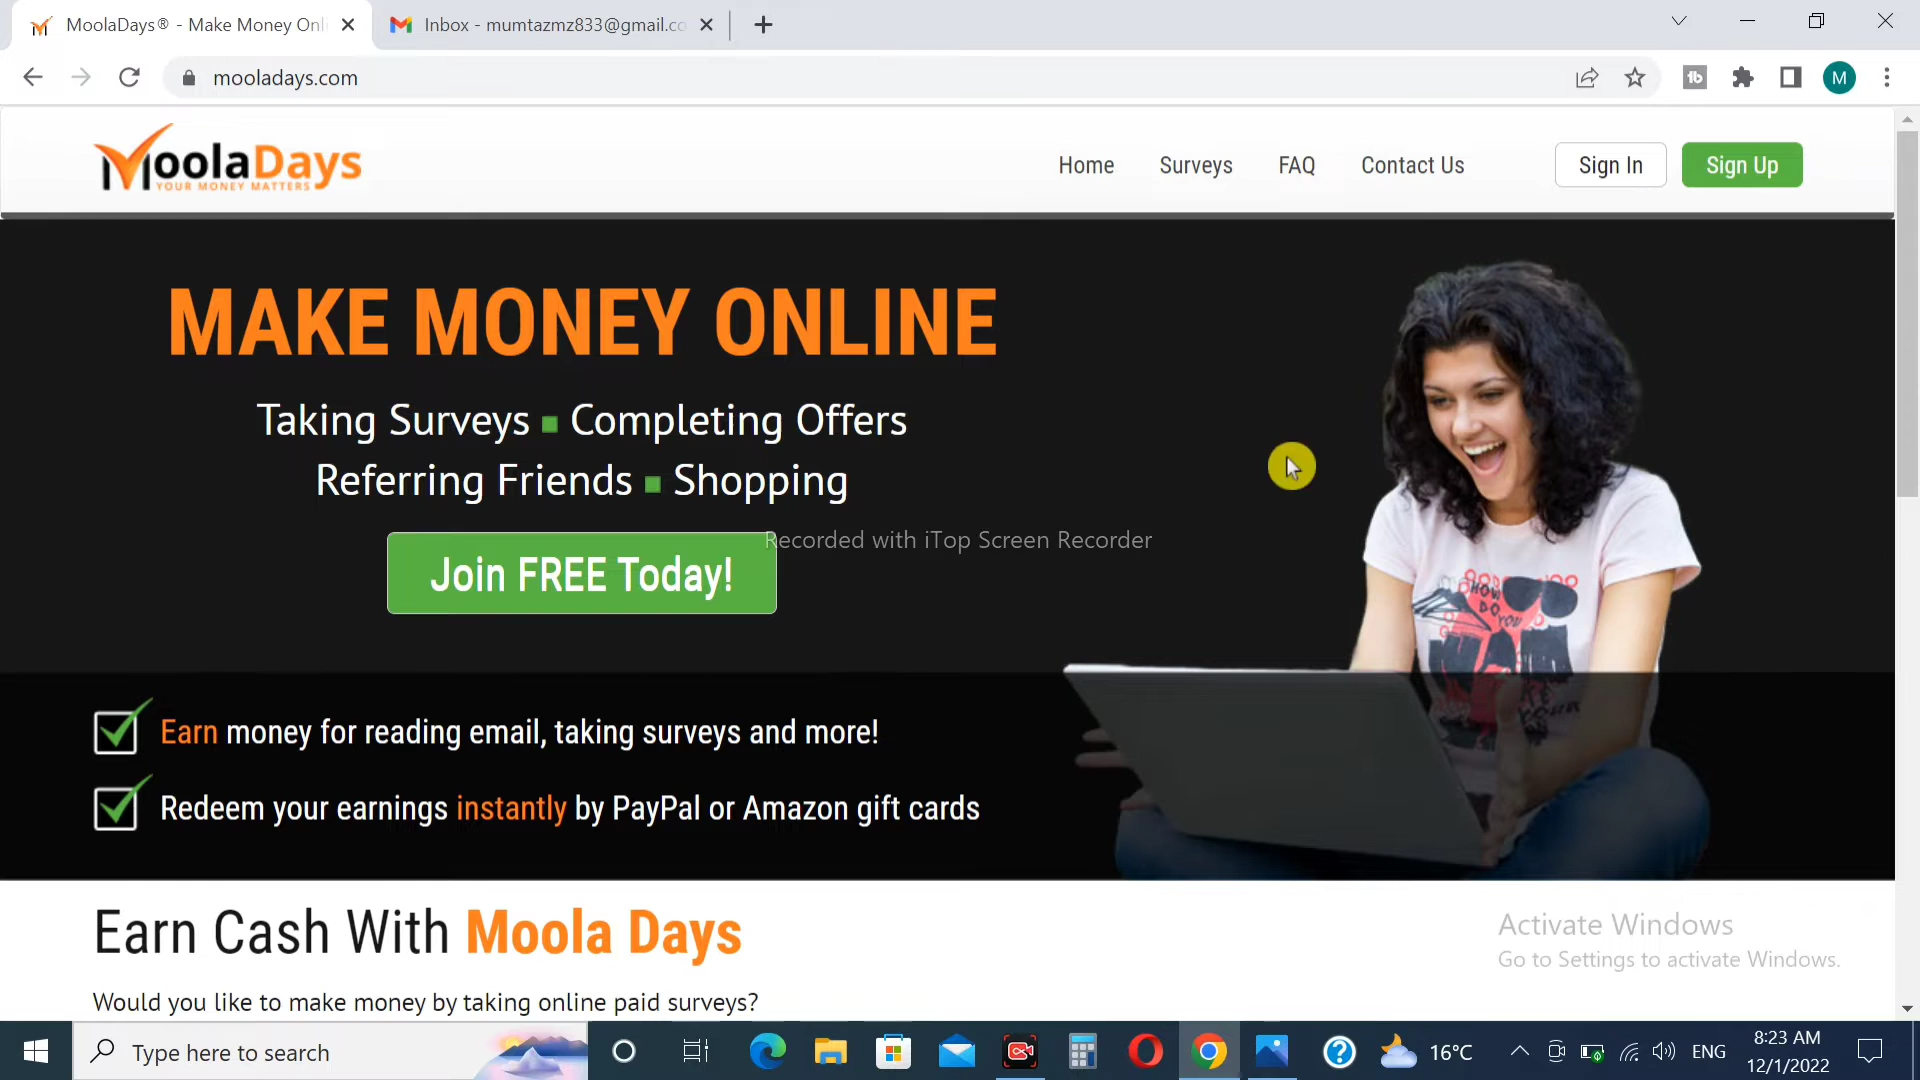 MoolaDays® - Make Money Onl
Inbox - mumtazmz833@gmail.co
mooladays.com
M
MoolaDays
YOUR MONEY MATTERS
Home
Surveys
FAQ
Contact Us
Sign In
Sign Up
MAKE MONEY ONLINE
Taking Surveys ▪ Completing Offers
Referring Friends ▪ Shopping
Recorded with iTop Screen Recorder
Join FREE Today!
HOW
DO YOU
Earn money for reading email, taking surveys and more!
Redeem your earnings instantly by PayPal or Amazon gift cards
Earn Cash With Moola Days
Would you like to make money by taking online paid surveys?
Activate Windows
Go to Settings to activate Windows.
Type here to search
16°C
ENG
8:23 AM
12/1/2022